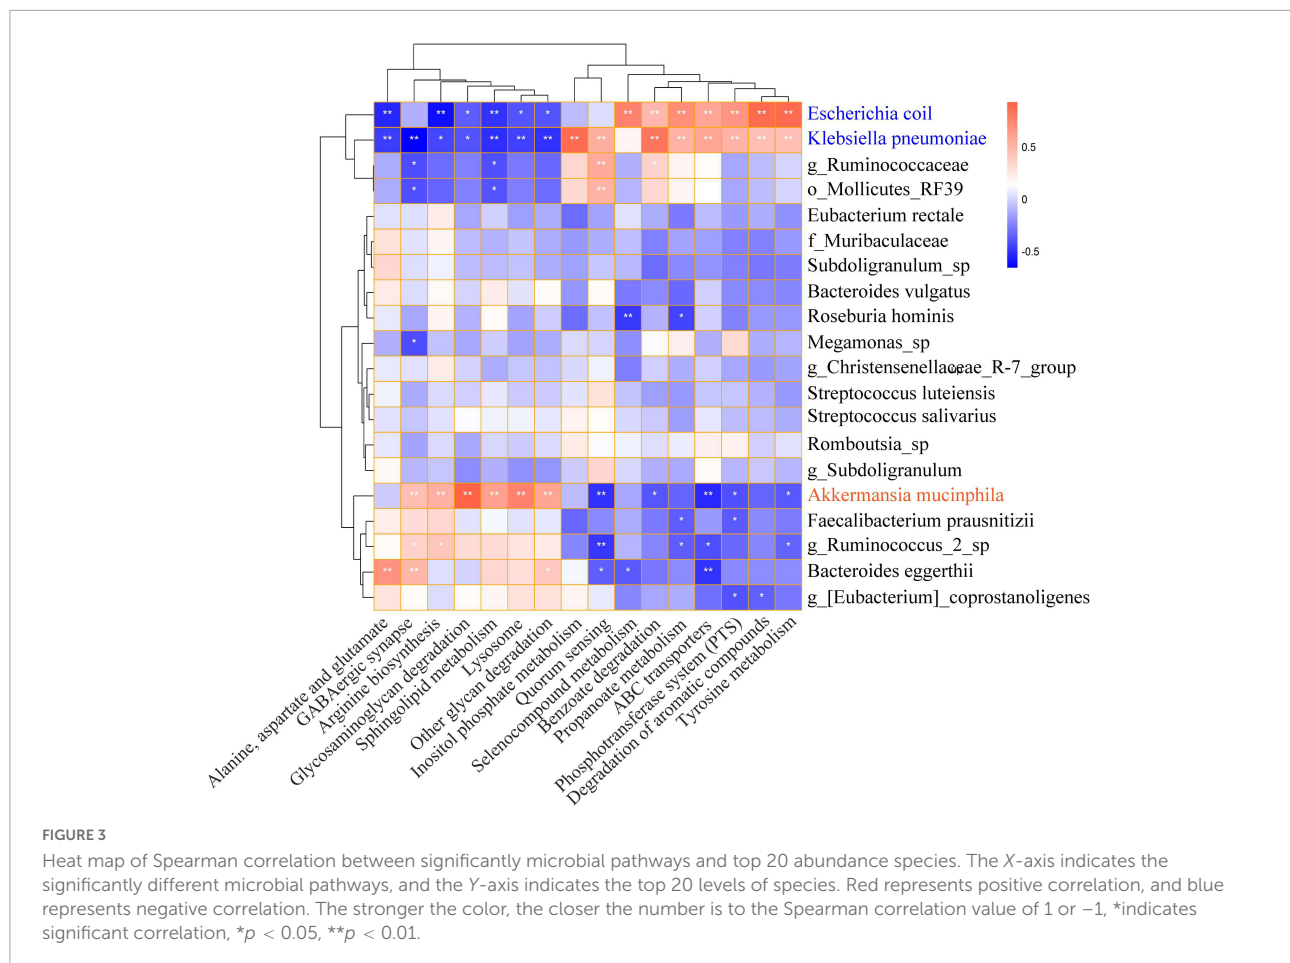 Escherichia coil
Klebsiella pneumoniae
g_Ruminococcaceae
o_Mollicutes_RF39
Eubacterium rectale
f_Muribaculaceae
Subdoligranulum_sp
Bacteroides vulgatus
Roseburia hominis
Megamonas_sp
g_Christensenellaceae_R-7_group
Streptococcus luteiensis
Streptococcus salivarius
Romboutsia_sp
g_Subdoligranulum
Akkermansia mucinphila
Faecalibacterium prausnitizii
g_Ruminococcus_2_sp
Bacteroides eggerthii
g_[Eubacterium]_coprostanoligenes
0.5
0
-0.5
Alanine, aspartate and glutamate
GABAergic synapse
Arginine biosynthesis
Glycosaminoglycan degradation
Sphingolipid metabolism
Lysosome
Other glycan degradation
Inositol phosphate metabolism
Quorum sensing
Selenocompound metabolism
Benzoate degradation
Propanoate metabolism
ABC transporters
Phosphotransferase system (PTS)
Degradation of aromatic compounds
Tyrosine metabolism
FIGURE 3
Heat map of Spearman correlation between significantly microbial pathways and top 20 abundance species. The X-axis indicates the
significantly different microbial pathways, and the Y-axis indicates the top 20 levels of species. Red represents positive correlation, and blue
represents negative correlation. The stronger the color, the closer the number is to the Spearman correlation value of 1 or −1, *indicates
significant correlation, *p < 0.05, **p < 0.01.